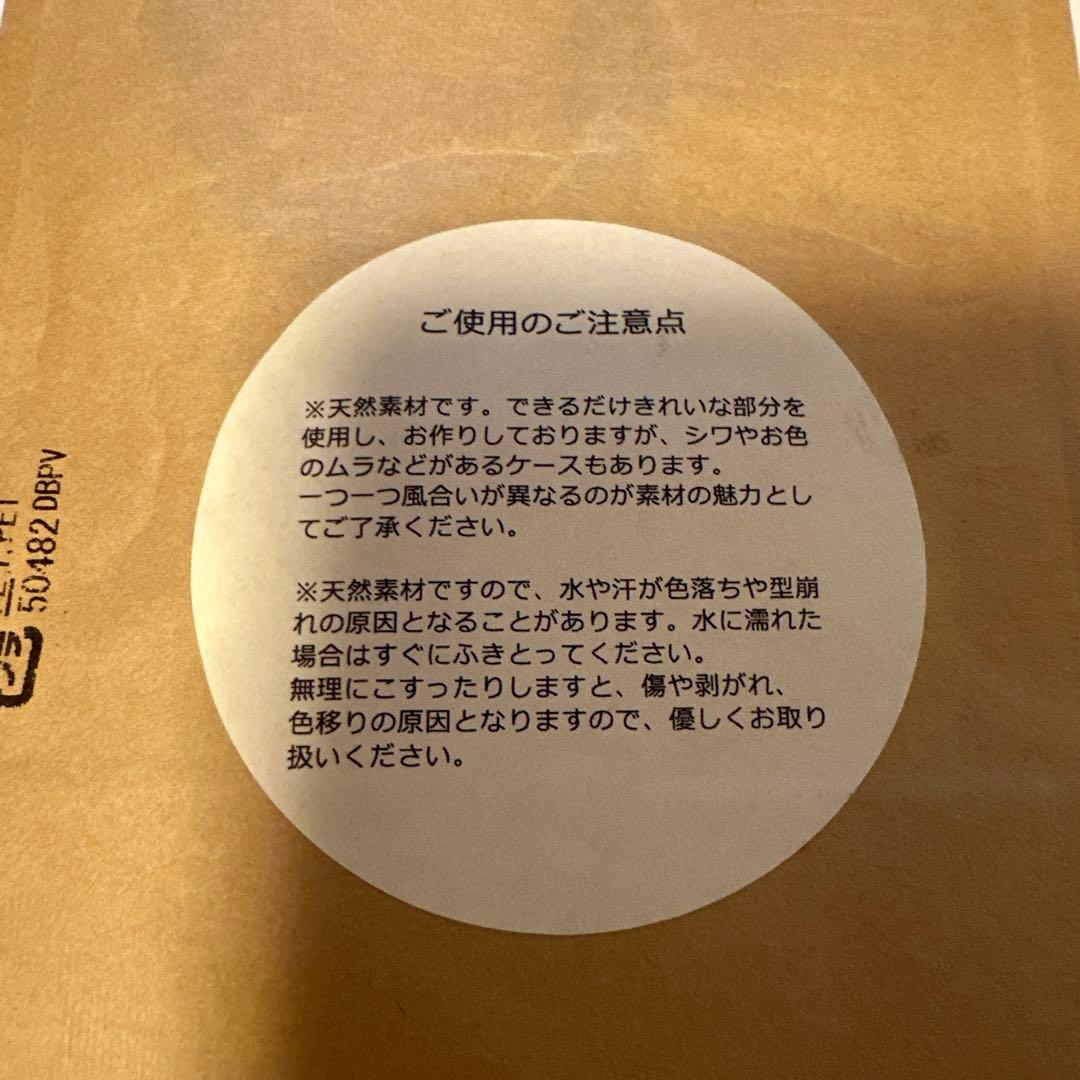 ご使用のご注意点
※天然素材です。できるだけきれいな部分を
使用し、お作りしておりますが、シワやお色
のムラなどがあるケースもあります。
一つ一つ風合いが異なるのが素材の魅力とし
てご了承ください。
※天然素材ですので、水や汗が色落ちや型崩
れの原因となることがあります。水に濡れた
場合はすぐにふきとってください。
無理にこすったりしますと、傷や剥がれ、
色移りの原因となりますので、優しくお取り
扱いください。
50482 DBPV